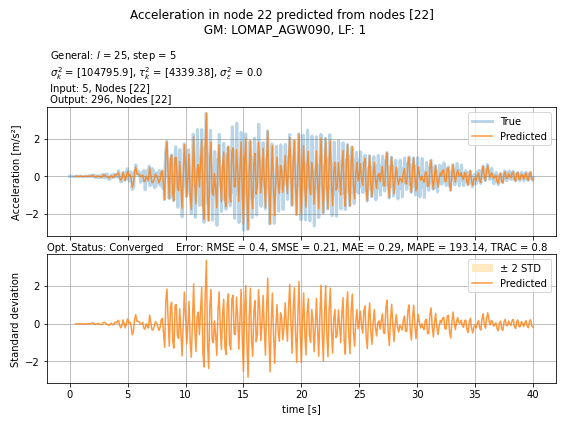 Acceleration in node 22 predicted from nodes [22]
GM: LOMAP_AGW090, LF: 1
General: l = 25, step = 5
σ²ₖ = [104795.9], τ²ₖ = [4339.38], σ²ε = 0.0
Input: 5, Nodes [22]
Output: 296, Nodes [22]
Acceleration [m/s²]
2
0
−2
True
Predicted
Opt. Status: Converged Error: RMSE = 0.4, SMSE = 0.21, MAE = 0.29, MAPE = 193.14, TRAC = 0.8
Standard deviation
2
0
−2
± 2 STD
Predicted
0 5 10 15 20 25 30 35 40
time [s]